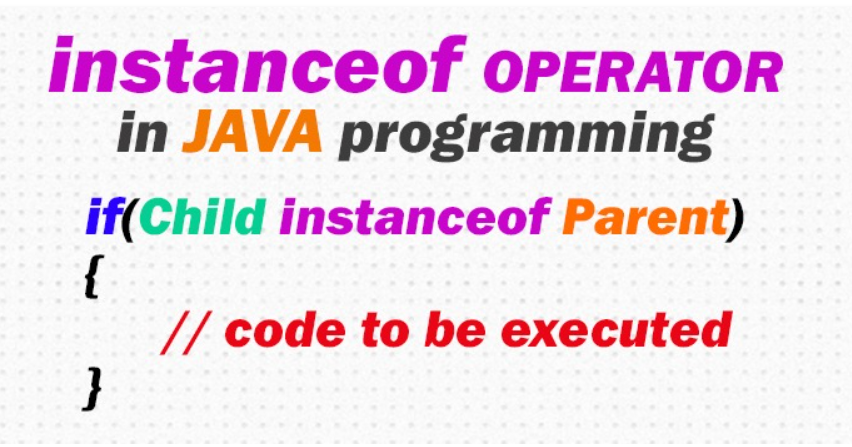 instanceof OPERATOR
in JAVA programming
if(Child instanceof Parent)
{
// code to be executed
}